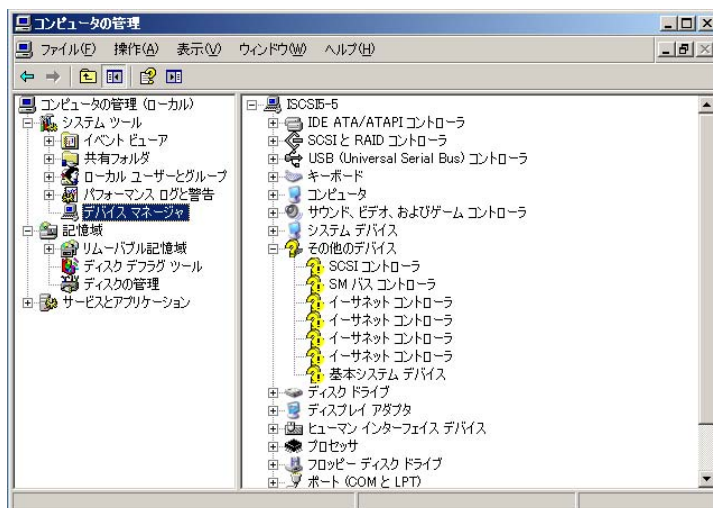 コンピュータの管理
ファイル(F) 操作(A) 表示(V) ウィンドウ(W) ヘルプ(H)
コンピュータの管理 (ローカル)
システム ツール
イベント ビューア
共有フォルダ
ローカル ユーザーとグループ
パフォーマンス ログと警告
デバイス マネージャ
記憶域
リムーバブル記憶域
ディスク デフラグ ツール
ディスクの管理
サービスとアプリケーション
ISCSI5-5
IDE ATA/ATAPI コントローラ
SCSI と RAID コントローラ
USB (Universal Serial Bus) コントローラ
キーボード
コンピュータ
サウンド、ビデオ、およびゲーム コントローラ
システム デバイス
その他のデバイス
SCSI コントローラ
SM バス コントローラ
イーサネット コントローラ
イーサネット コントローラ
イーサネット コントローラ
イーサネット コントローラ
基本システム デバイス
ディスク ドライブ
ディスプレイ アダプタ
ヒューマン インターフェイス デバイス
プロセッサ
フロッピー ディスク ドライブ
ポート (COM と LPT)